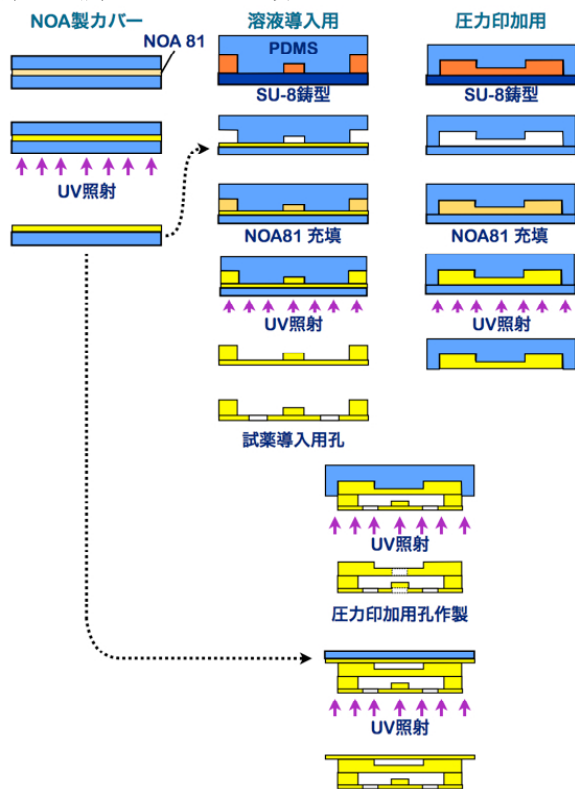 NOA製カバー
NOA 81
UV照射
溶液導入用
PDMS
SU-8鋳型
NOA81 充填
UV照射
試薬導入用孔
圧力印加用
SU-8鋳型
NOA81 充填
UV照射
UV照射
圧力印加用孔作製
UV照射